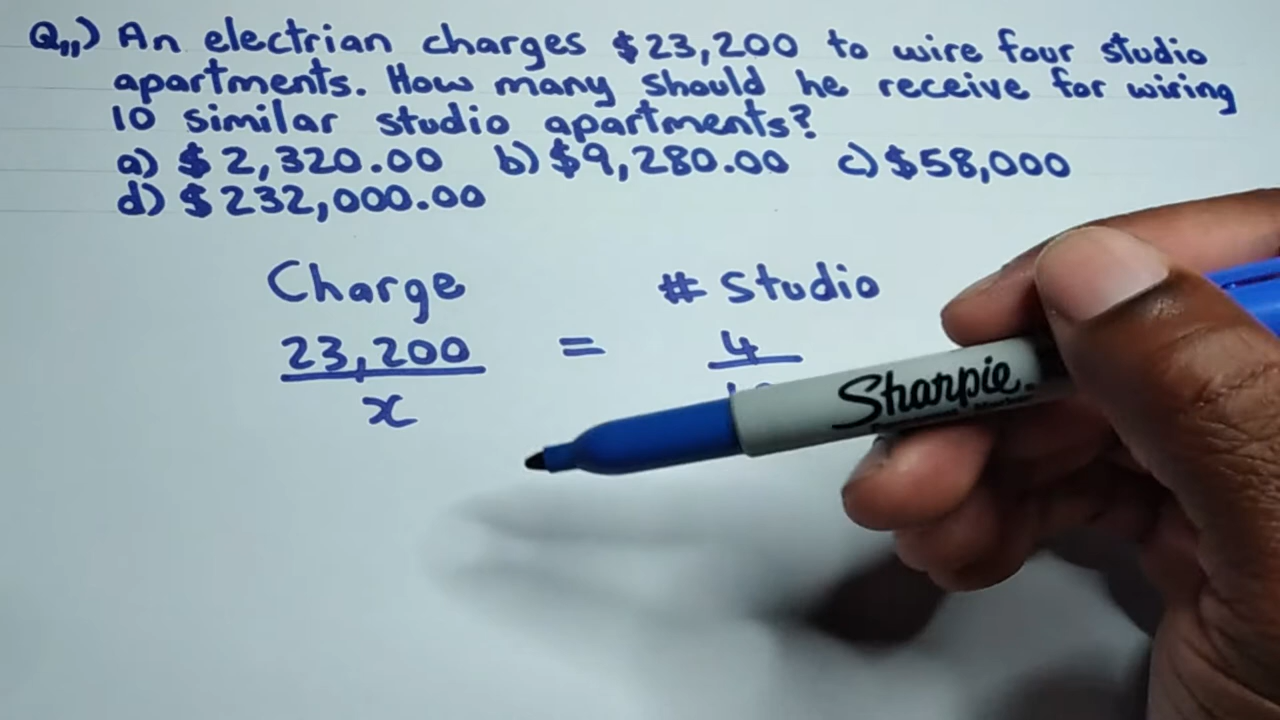 Q11) An electrian charges $23,200 to wire four studio
apartments. How many should he receive for wiring
10 similar studio apartments?
a) $2,320.00 b) $9,280.00 c) $58,000
d) $232,000.00
Charge # Studio
23,200 = 4
x
Sharpie